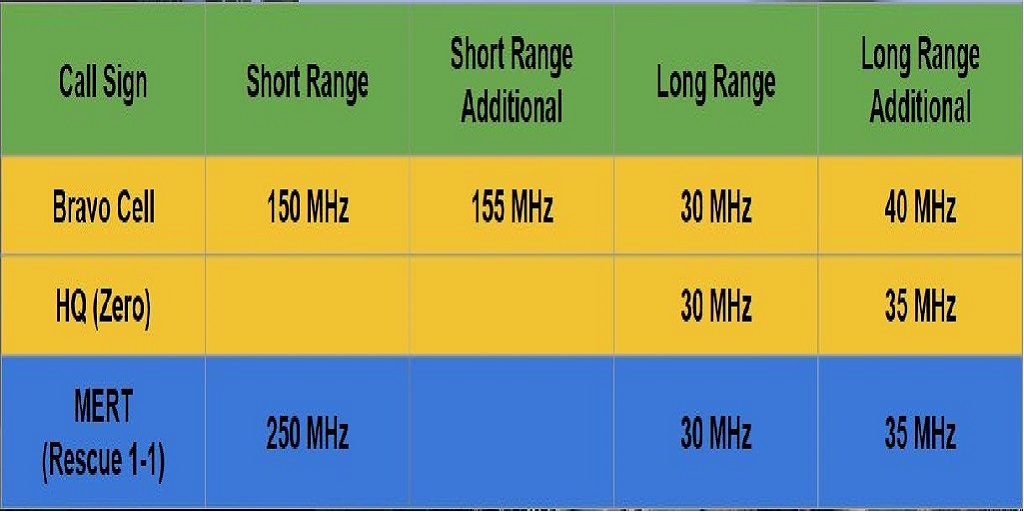 Call Sign
Short Range
Short Range
Additional
Long Range
Long Range
Additional
Bravo Cell
150 MHz
155 MHz
30 MHz
40 MHz
HQ (Zero)
30 MHz
35 MHz
MERT
(Rescue 1-1)
250 MHz
30 MHz
35 MHz